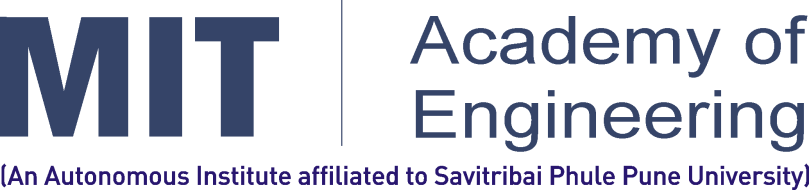 MIT
Academy of
Engineering
(An Autonomous Institute affiliated to Savitribai Phule Pune University)